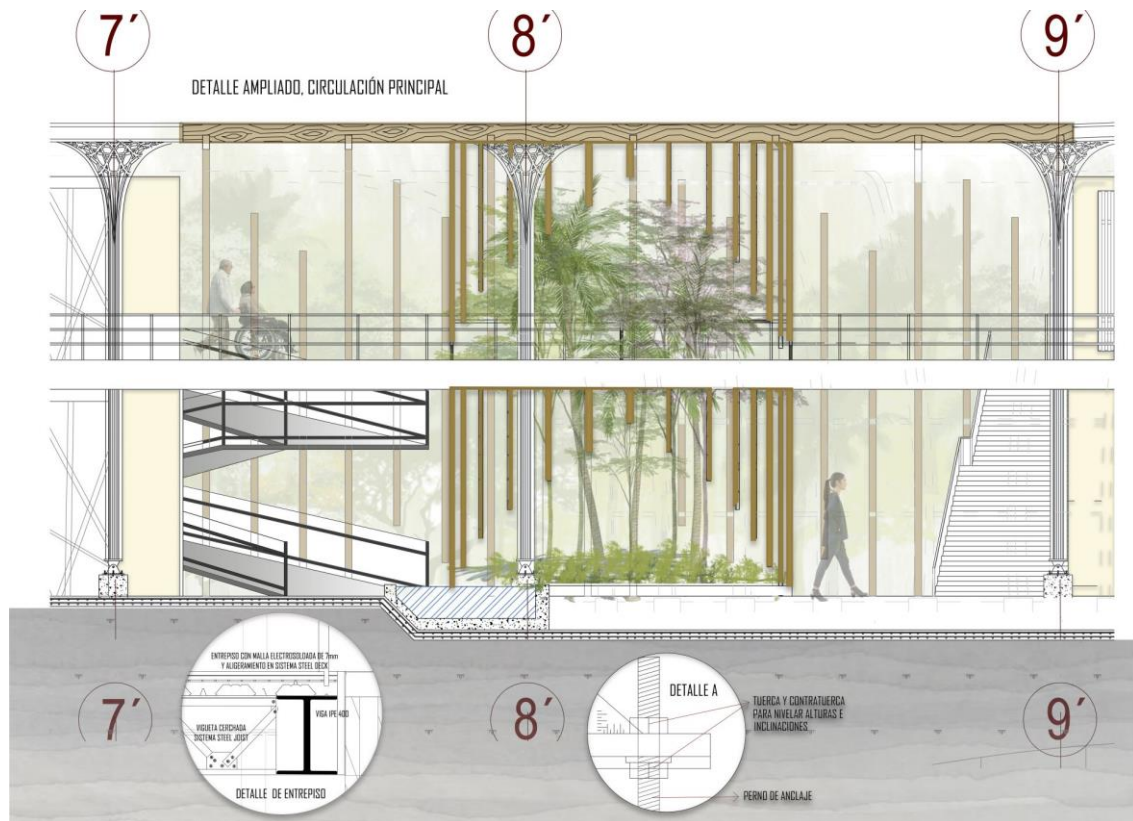 7´ 8´ 9´
DETALLE AMPLIADO, CIRCULACIÓN PRINCIPAL
ENTREPISO CON MALLA ELECTROSOLDADA DE 7mm
Y ALIGERAMIENTO EN SISTEMA STEEL DECK
VIGA IPE 400
VIGUETA CERCHADA
SISTEMA STEEL JOIST
DETALLE DE ENTREPISO
DETALLE A
TUERCA Y CONTRATUERCA
PARA NIVELAR ALTURAS E
INCLINACIONES
PERNO DE ANCLAJE
7´ 8´ 9´